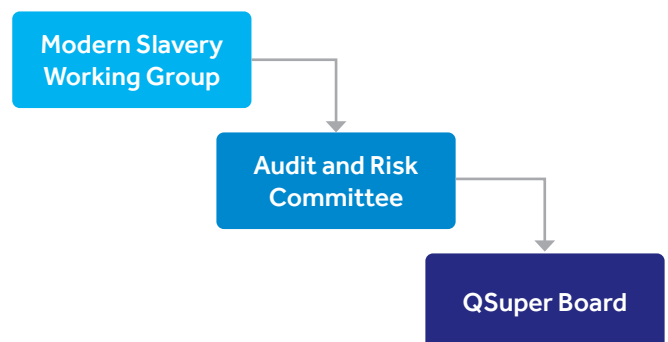 Modern Slavery
Working Group
Audit and Risk
Committee
QSuper Board